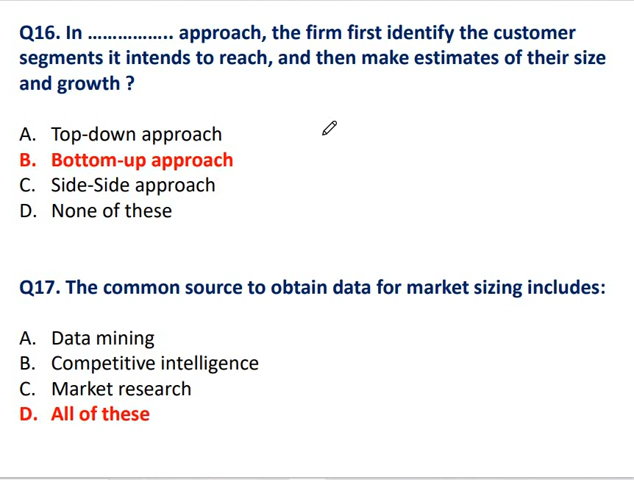 Q16. In ................. approach, the firm first identify the customer
segments it intends to reach, and then make estimates of their size
and growth ?
A. Top-down approach
B. Bottom-up approach
C. Side-Side approach
D. None of these
Q17. The common source to obtain data for market sizing includes:
A. Data mining
B. Competitive intelligence
C. Market research
D. All of these